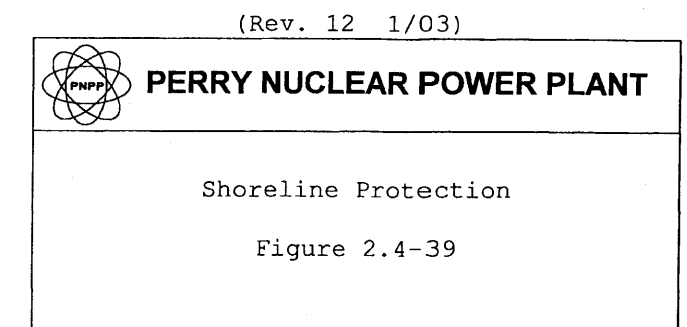 (Rev. 12 1/03)
PNPP
PERRY NUCLEAR POWER PLANT
Shoreline Protection
Figure 2.4-39